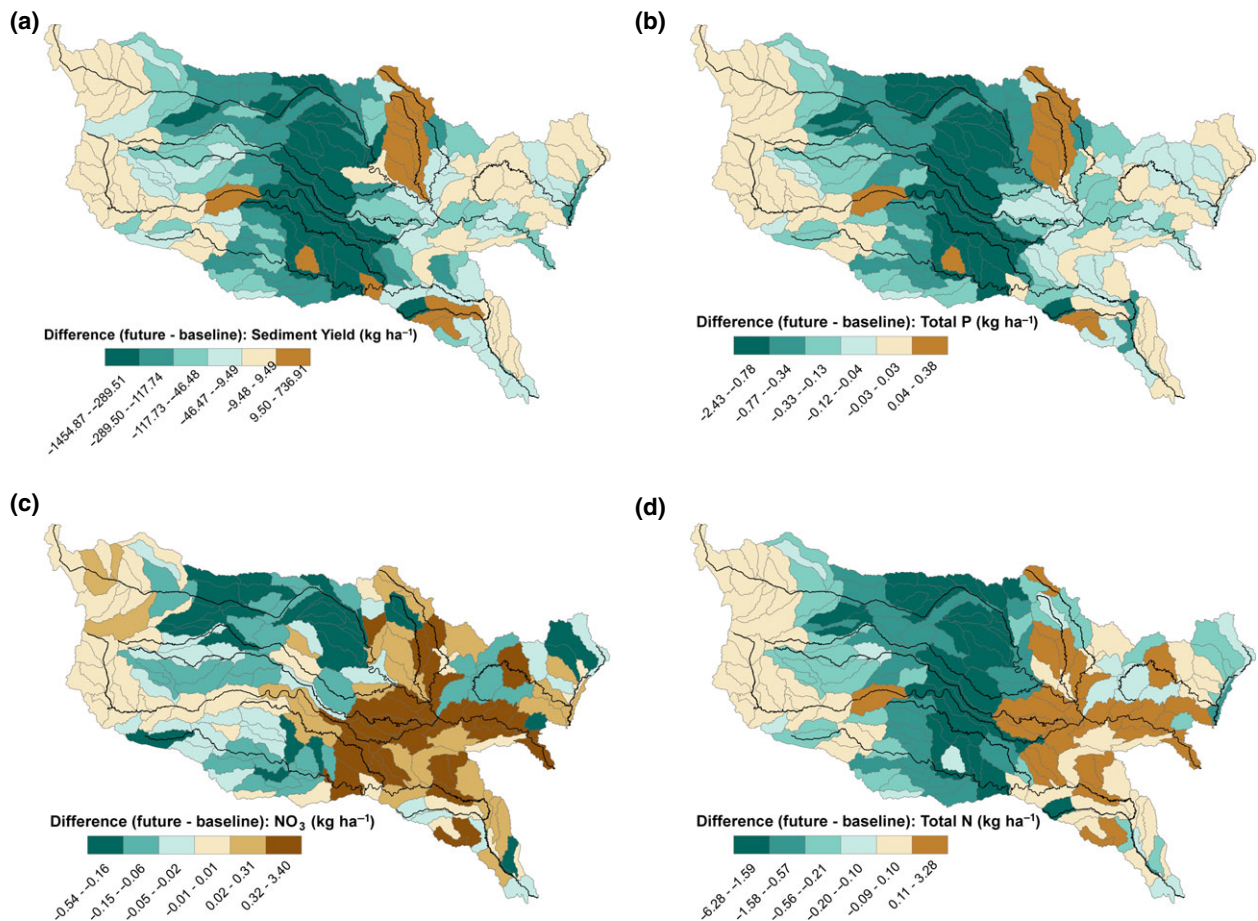 (a)
(b)
Difference (future - baseline): Sediment Yield (kg ha⁻¹)
−1454.87 - −289.51
−289.50 - −117.74
−117.73 - −46.48
−46.47 - −9.49
−9.48 - 9.49
9.50 - 736.91
Difference (future - baseline): Total P (kg ha⁻¹)
−2.43 - −0.78
−0.77 - −0.34
−0.33 - −0.13
−0.12 - −0.04
−0.03 - 0.03
0.04 - 0.38
(c)
(d)
Difference (future - baseline): NO₃ (kg ha⁻¹)
−0.54 - −0.16
−0.15 - −0.06
−0.05 - −0.02
−0.01 - 0.01
0.02 - 0.31
0.32 - 3.40
Difference (future - baseline): Total N (kg ha⁻¹)
−6.28 - −1.59
−1.58 - −0.57
−0.56 - −0.21
−0.20 - −0.10
−0.09 - 0.10
0.11 - 3.28